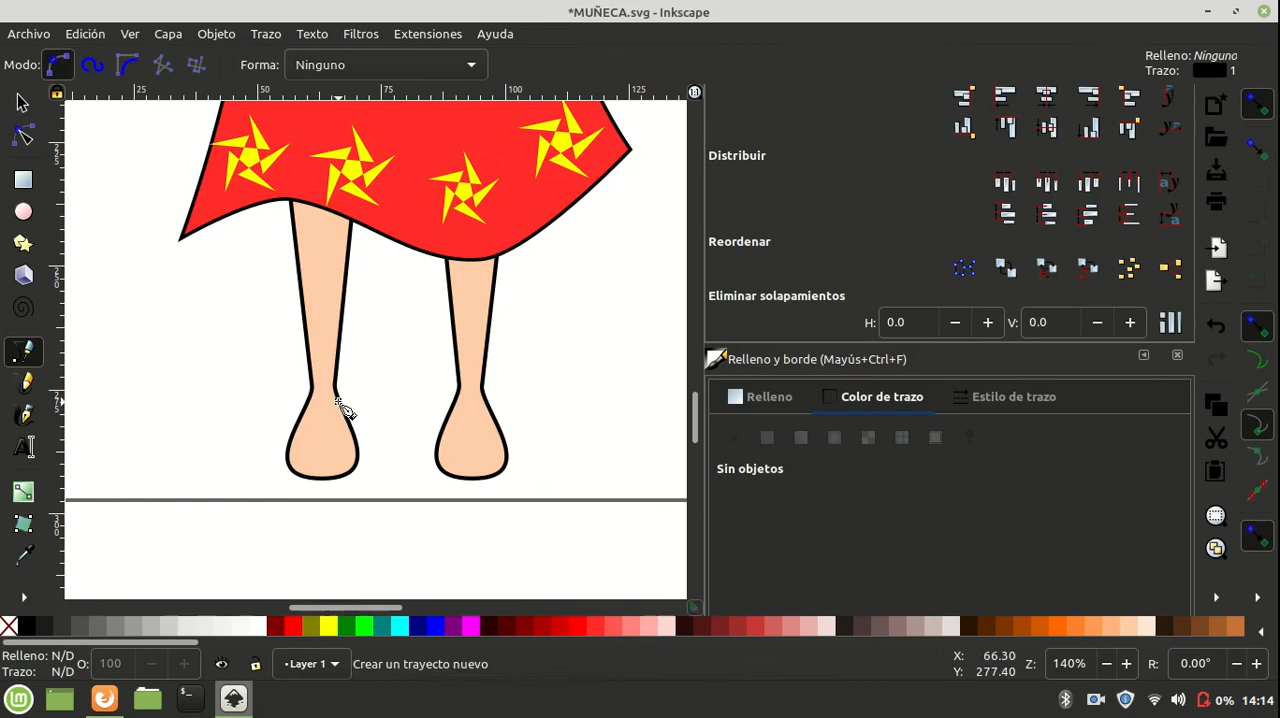 *MUÑECA.svg - Inkscape
Archivo Edición Ver Capa Objeto Trazo Texto Filtros Extensiones Ayuda
Modo: Forma: Ninguno
Relleno: Ninguno
Trazo: 1
25 50 75 100 125
Distribuir
Reordenar
Eliminar solapamientos
H: 0.0 V: 0.0
Relleno y borde (Mayús+Ctrl+F)
Relleno Color de trazo Estilo de trazo
Sin objetos
Relleno: N/D
Trazo: N/D
O: 100
Layer 1
Crear un trayecto nuevo
X: 66.30
Y: 277.40
Z: 140% R: 0.00°
0% 14:14